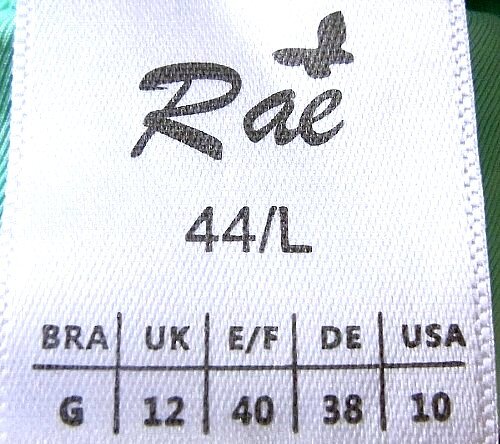 Rae
44/L
BRA UK E/F DE USA
G 12 40 38 10